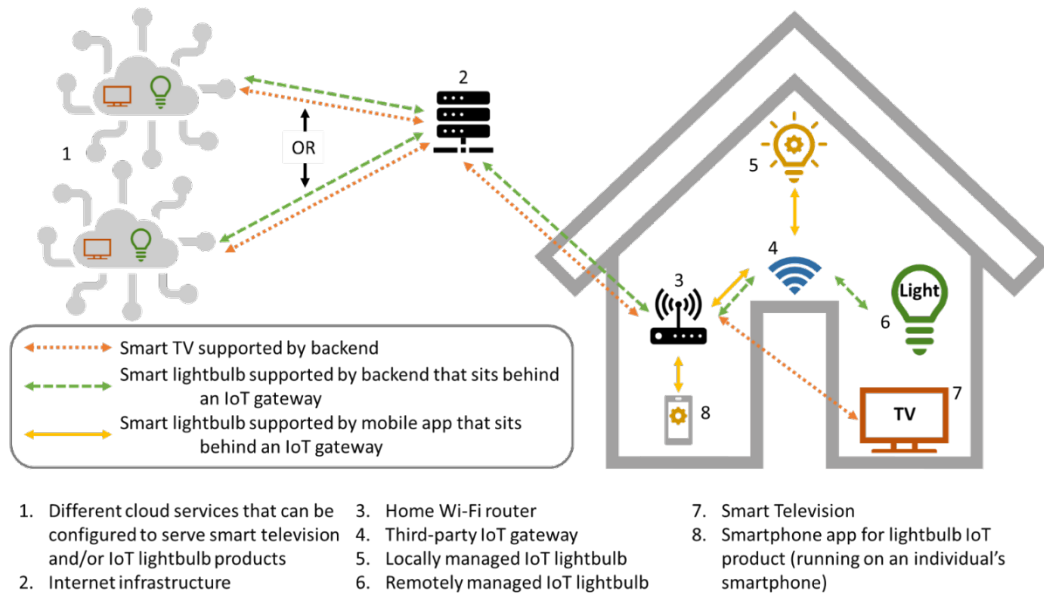 1
OR
2
5
4
3
Light
6
7
TV
8
Smart TV supported by backend
Smart lightbulb supported by backend that sits behind
an IoT gateway
Smart lightbulb supported by mobile app that sits
behind an IoT gateway
1. Different cloud services that can be
configured to serve smart television
and/or IoT lightbulb products
2. Internet infrastructure
3. Home Wi-Fi router
4. Third-party IoT gateway
5. Locally managed IoT lightbulb
6. Remotely managed IoT lightbulb
7. Smart Television
8. Smartphone app for lightbulb IoT
product (running on an individual’s
smartphone)